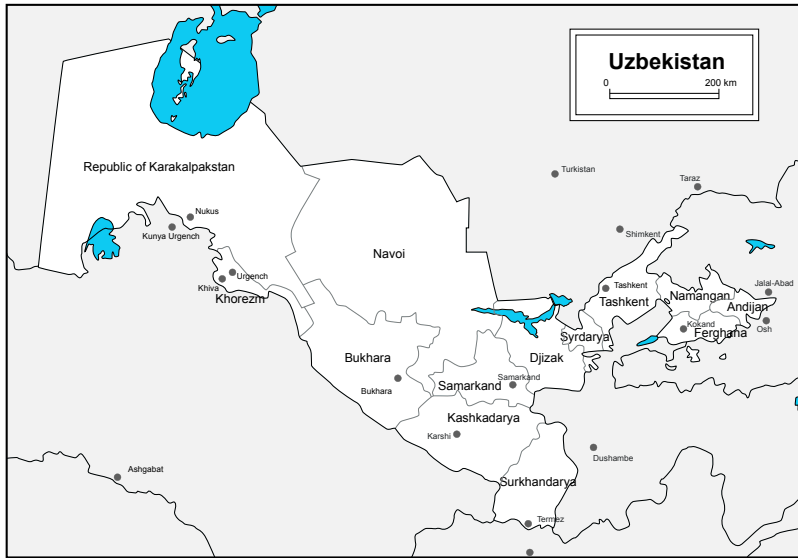 Uzbekistan
0 200 km
Republic of Karakalpakstan
Turkistan
Taraz
Nukus
Kunya Urgench
Shimkent
Navoi
Urgench
Khiva
Khorezm
Tashkent
Tashkent
Namangan
Jalal-Abad
Andijan
Kokand
Ferghana
Osh
Syrdarya
Djizak
Bukhara
Bukhara
Samarkand
Samarkand
Kashkadarya
Karshi
Dushambe
Ashgabat
Surkhandarya
Termez